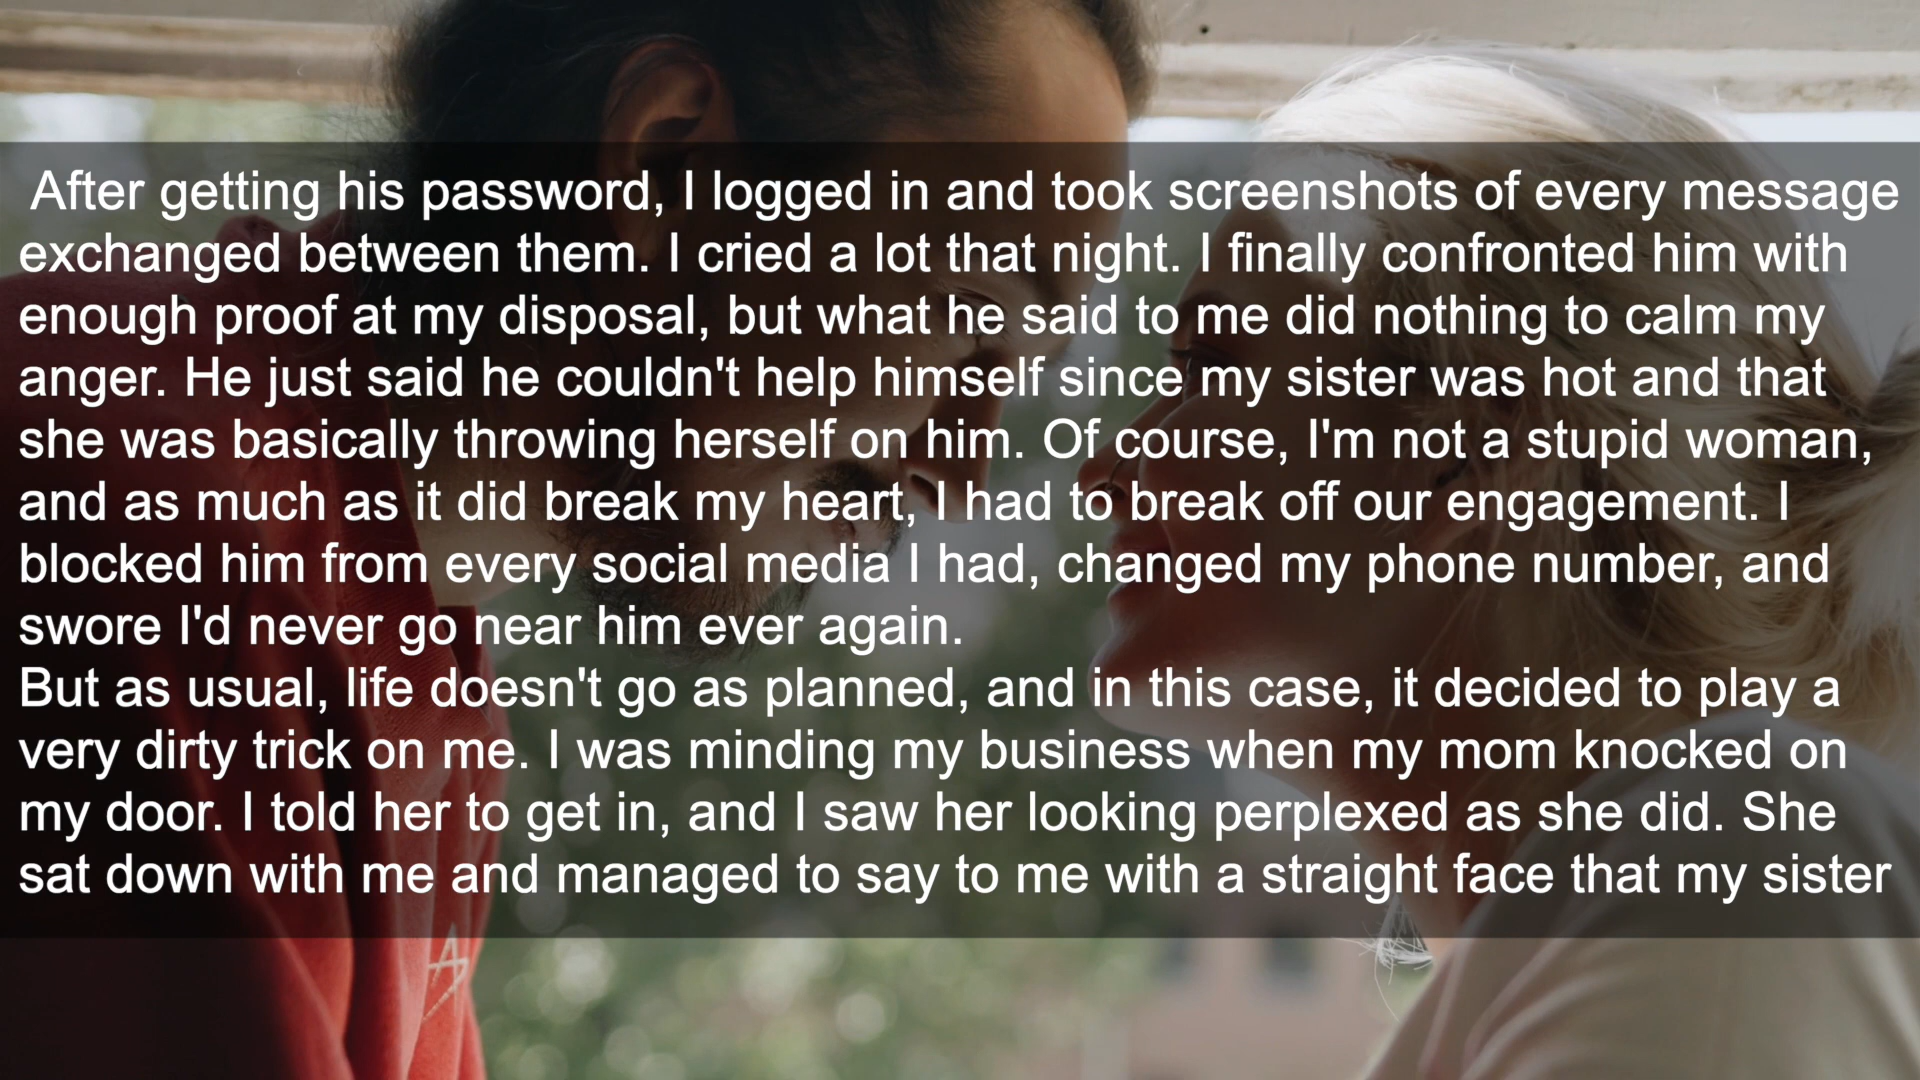 After getting his password, I logged in and took screenshots of every message
exchanged between them. I cried a lot that night. I finally confronted him with
enough proof at my disposal, but what he said to me did nothing to calm my
anger. He just said he couldn't help himself since my sister was hot and that
she was basically throwing herself on him. Of course, I'm not a stupid woman,
and as much as it did break my heart, I had to break off our engagement. I
blocked him from every social media I had, changed my phone number, and
swore I'd never go near him ever again.
But as usual, life doesn't go as planned, and in this case, it decided to play a
very dirty trick on me. I was minding my business when my mom knocked on
my door. I told her to get in, and I saw her looking perplexed as she did. She
sat down with me and managed to say to me with a straight face that my sister